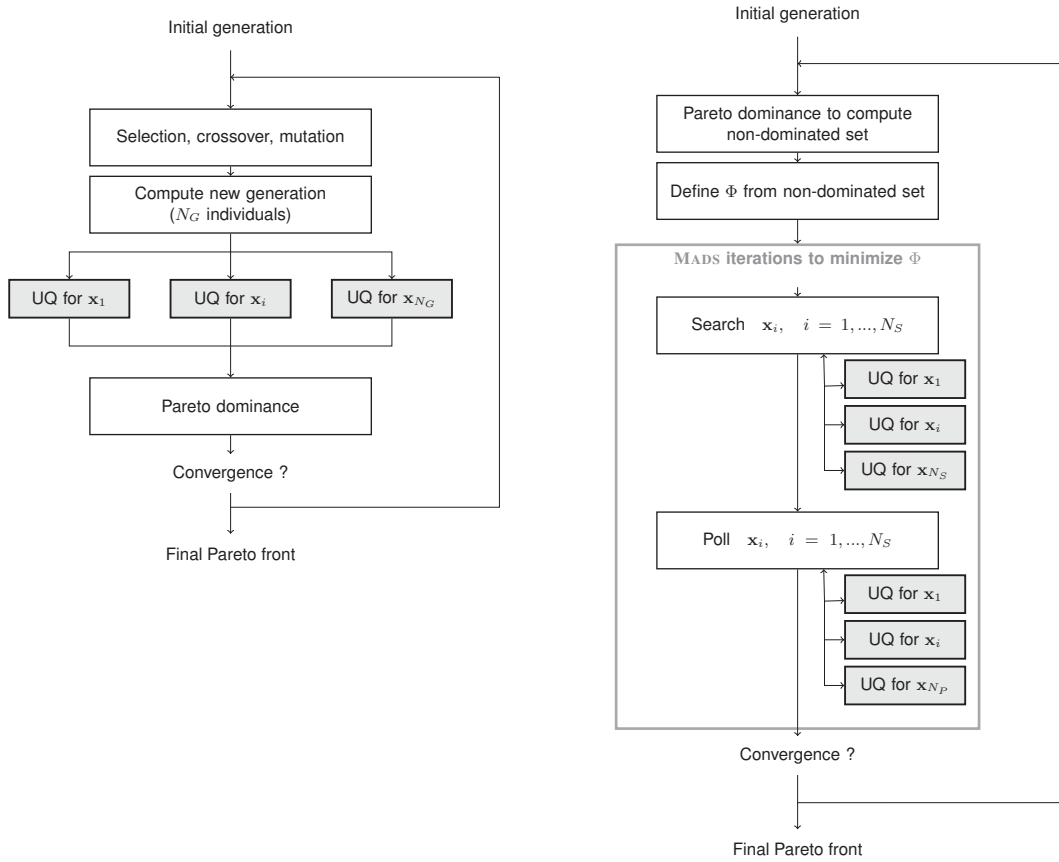 Initial generation
Selection, crossover, mutation
Compute new generation
(N_G individuals)
UQ for x_1
UQ for x_i
UQ for x_{N_G}
Pareto dominance
Convergence ?
Final Pareto front
Initial generation
Pareto dominance to compute
non-dominated set
Define Φ from non-dominated set
MADS iterations to minimize Φ
Search x_i, i = 1, ..., N_S
UQ for x_1
UQ for x_i
UQ for x_{N_S}
Poll x_i, i = 1, ..., N_S
UQ for x_1
UQ for x_i
UQ for x_{N_P}
Convergence ?
Final Pareto front